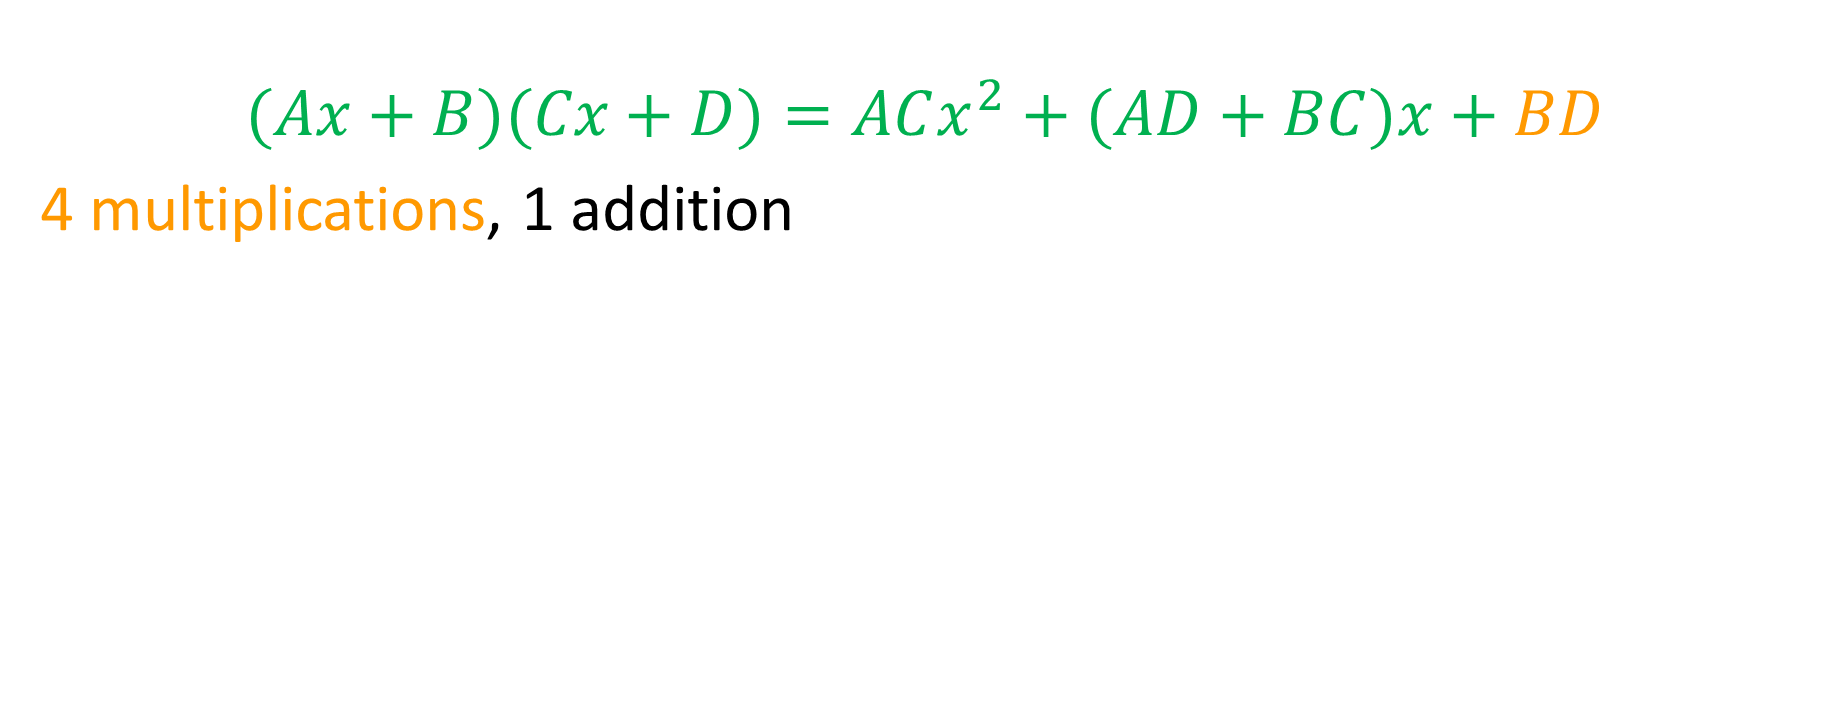 (Ax + B)(Cx + D) = ACx² + (AD + BC)x + BD
4 multiplications, 1 addition